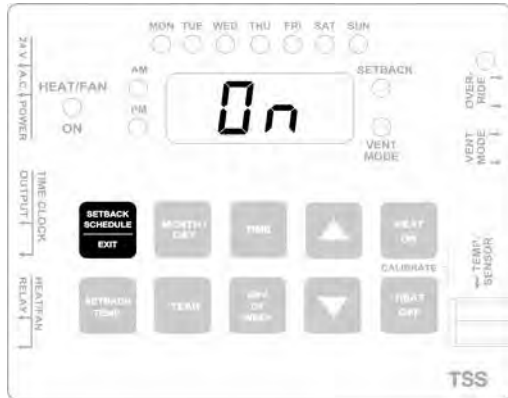 MON TUE WED THU FRI SAT SUN
24 V A.C. POWER
HEAT/FAN
ON
AM
PM
On
SETBACK
VENT
MODE
OVER-
RIDE
VENT
MODE
TIME CLOCK
OUTPUT
SETBACK
SCHEDULE
EXIT
MONTH /
DAY
TIME
HEAT
ON
CALIBRATE
TEMP.
SENSOR
HEAT/FAN
RELAY
SETBACK
TEMP
YEAR
DAY
OF
WEEK
HEAT
OFF
TSS